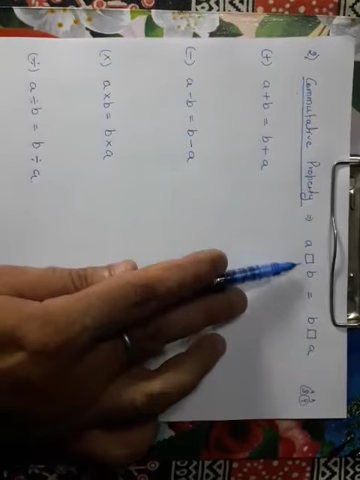 2) Commutative Property ⇒ a □ b = b □ a
(+) a + b = b + a
(−) a − b = b − a
(×) a × b = b × a
(÷) a ÷ b = b ÷ a.